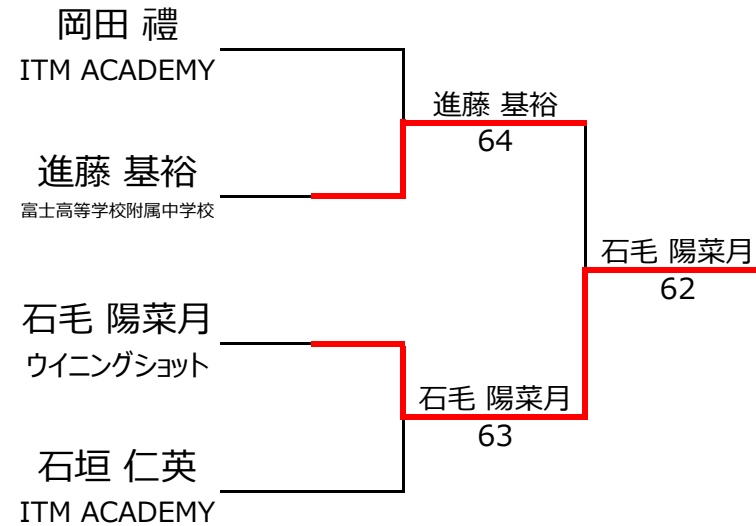 岡田 禮
ITM ACADEMY
進藤 基裕
64
進藤 基裕
富士高等学校附属中学校
石毛 陽菜月
62
石毛 陽菜月
ウイニングショット
石毛 陽菜月
63
石垣 仁英
ITM ACADEMY